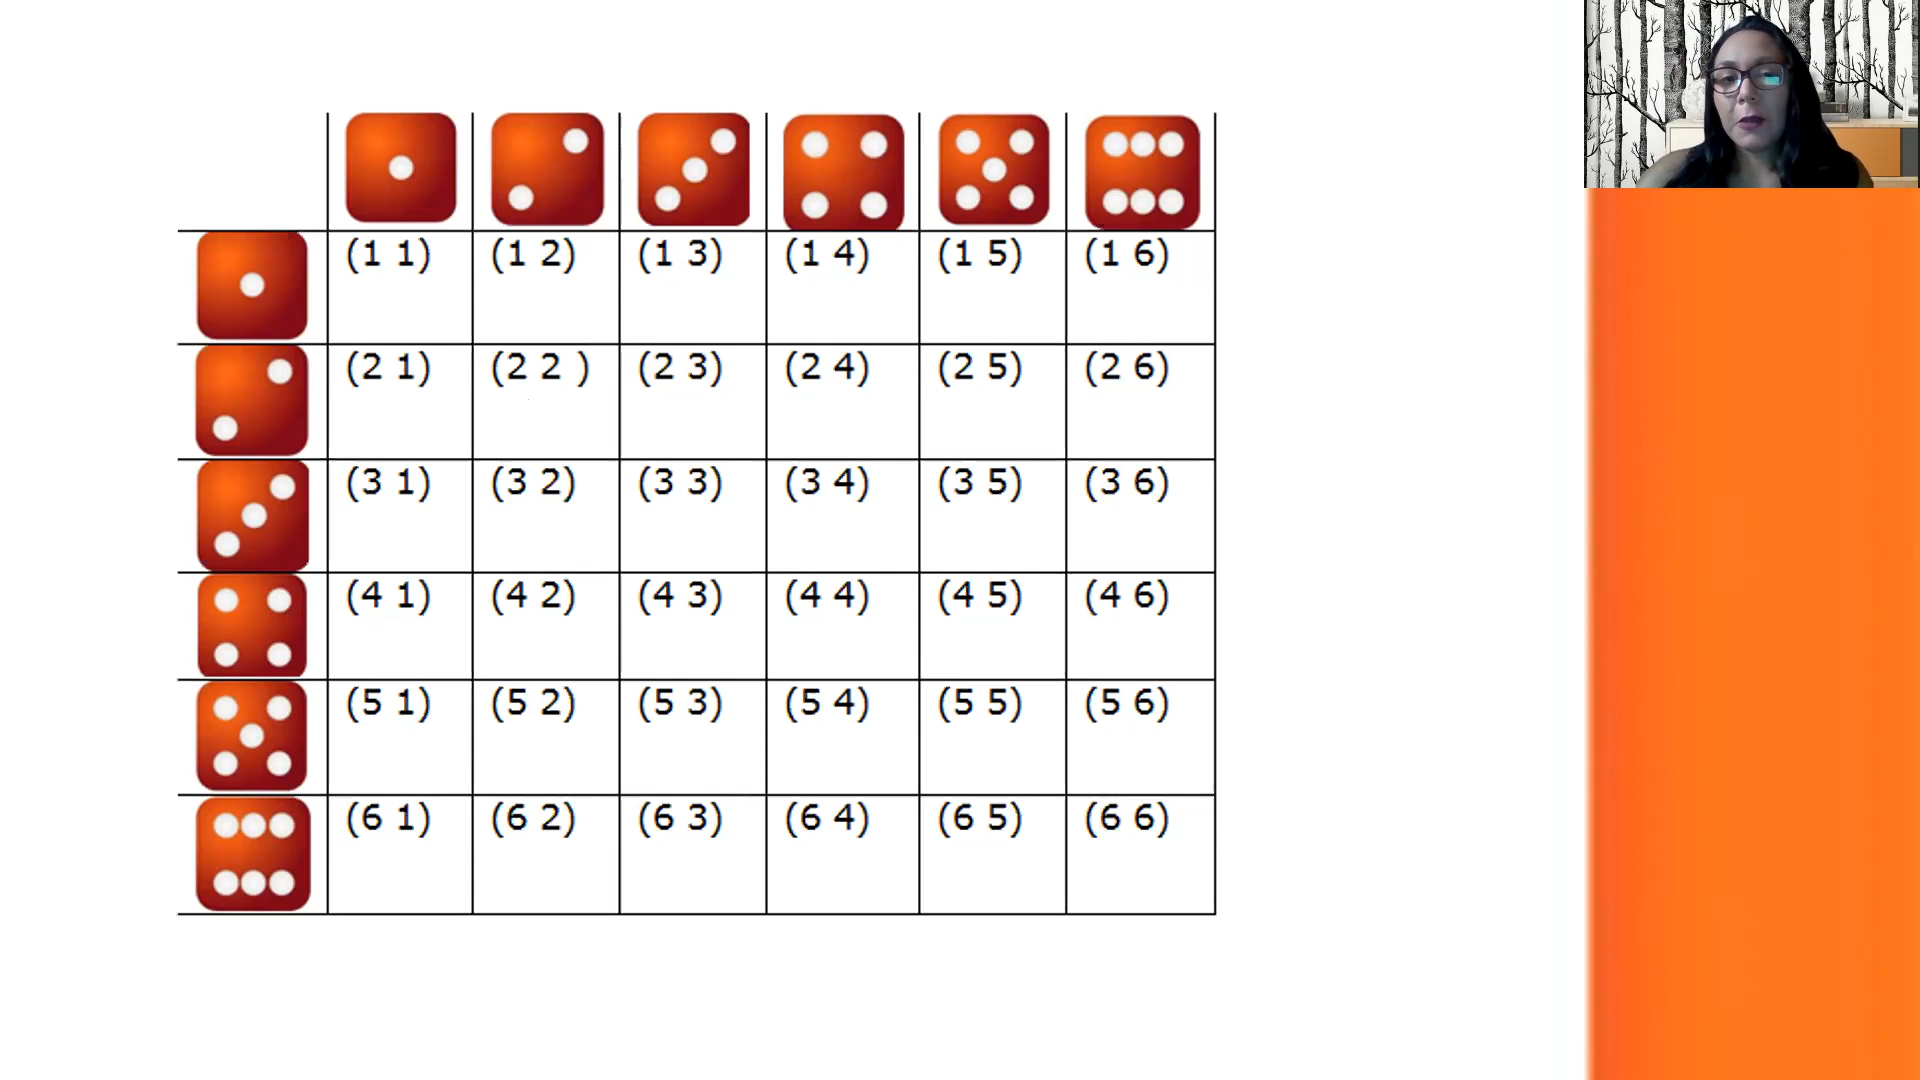 (1 1) (1 2) (1 3) (1 4) (1 5) (1 6)
(2 1) (2 2 ) (2 3) (2 4) (2 5) (2 6)
(3 1) (3 2) (3 3) (3 4) (3 5) (3 6)
(4 1) (4 2) (4 3) (4 4) (4 5) (4 6)
(5 1) (5 2) (5 3) (5 4) (5 5) (5 6)
(6 1) (6 2) (6 3) (6 4) (6 5) (6 6)